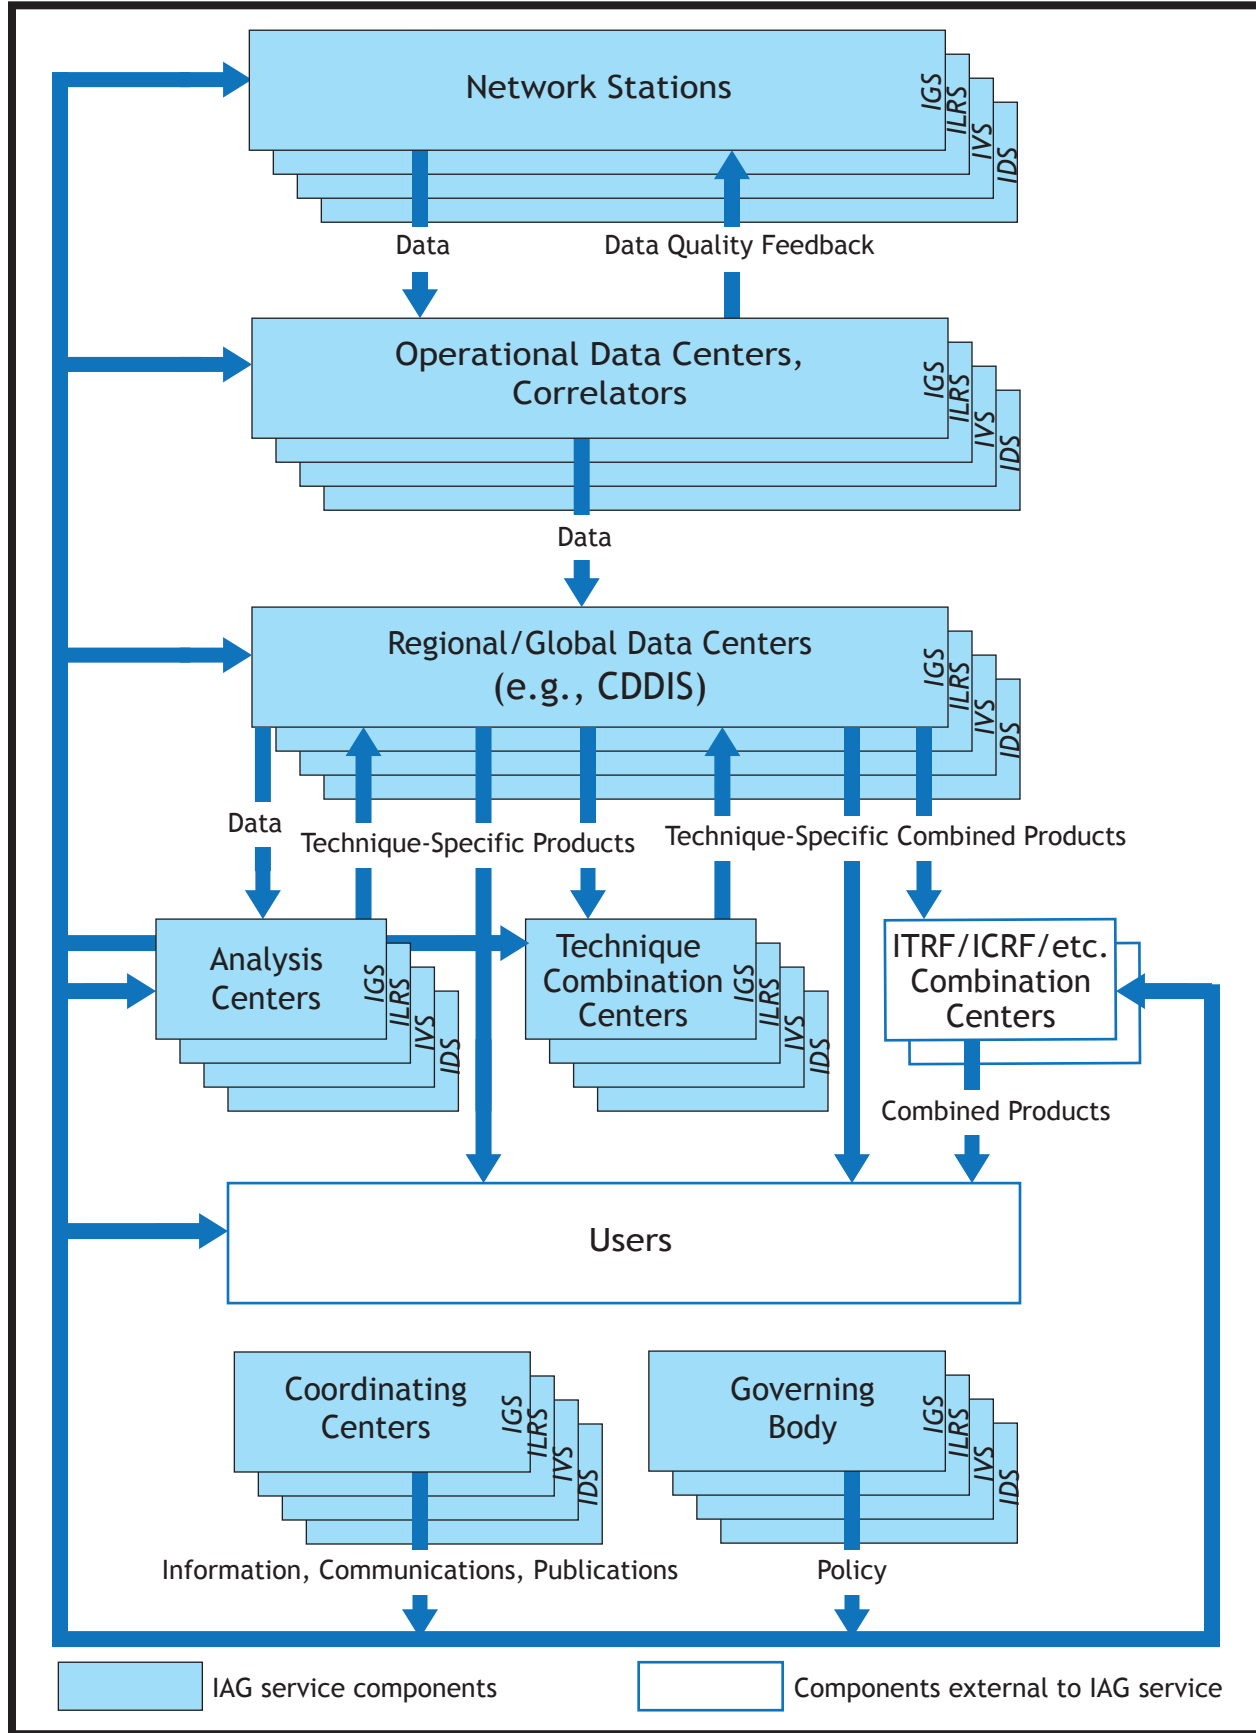 Network Stations
IGS
ILRS
IVS
IDS
Data
Data Quality Feedback
Operational Data Centers,
Correlators
IGS
ILRS
IVS
IDS
Data
Regional/Global Data Centers
(e.g., CDDIS)
IGS
ILRS
IVS
IDS
Data
Technique-Specific Products
Technique-Specific Combined Products
Analysis
Centers
IGS
ILRS
IVS
IDS
Technique
Combination
Centers
IGS
ILRS
IVS
IDS
ITRF/ICRF/etc.
Combination
Centers
Combined Products
Users
Coordinating
Centers
IGS
ILRS
IVS
IDS
Governing
Body
IGS
ILRS
IVS
IDS
Information, Communications, Publications
Policy
IAG service components
Components external to IAG service